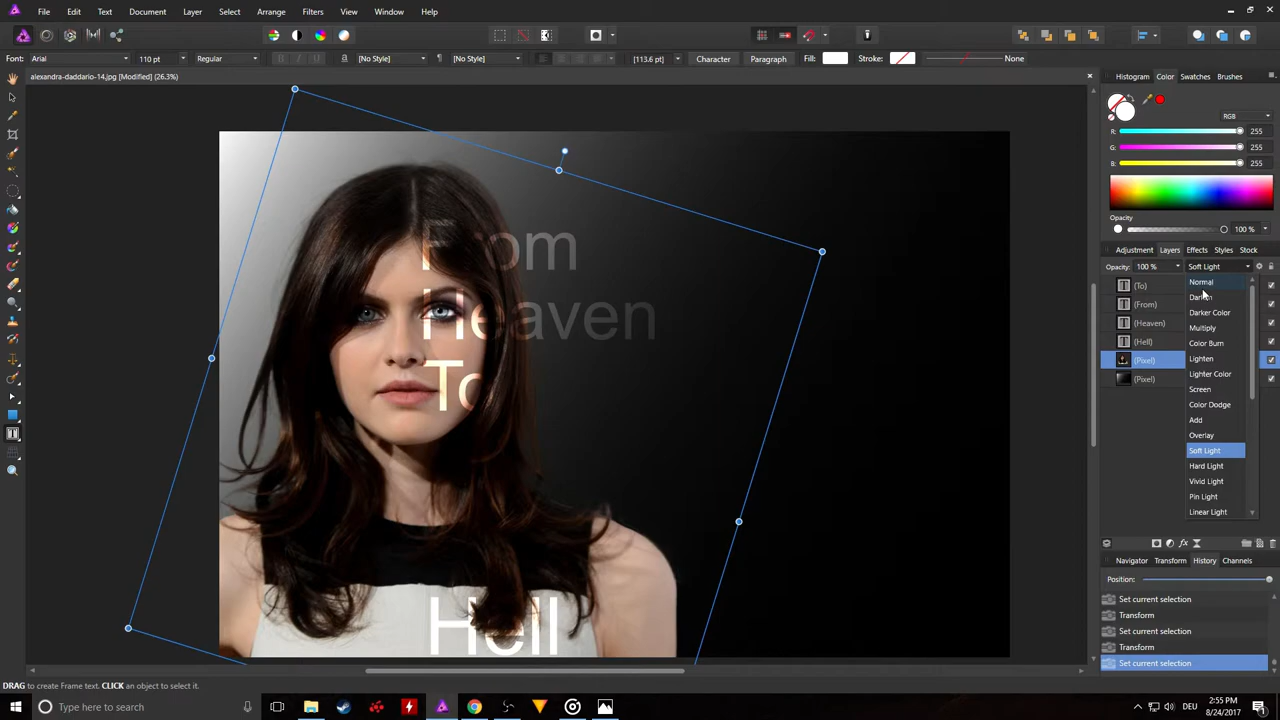 File Edit Text Document Layer Select Arrange Filters View Window Help
Font: Arial 110 pt Regular B I U [No Style] [No Style] [113.6 pt] Character Paragraph Fill: Stroke: None
alexandra-daddario-14.jpg [Modified] (26.3%)
From
Heaven
To
Hell
Histogram Color Swatches Brushes
RGB
R: 255
G: 255
B: 255
Opacity
100 %
Adjustment Layers Effects Styles Stock
Opacity: 100 % Soft Light
(To)
(From)
(Heaven)
(Hell)
(Pixel)
(Pixel)
Normal
Darken
Darker Color
Multiply
Color Burn
Lighten
Lighter Color
Screen
Color Dodge
Add
Overlay
Soft Light
Hard Light
Vivid Light
Pin Light
Linear Light
Navigator Transform History Channels
Position:
Set current selection
Transform
Set current selection
Transform
Set current selection
DRAG to create Frame text. CLICK an object to select it.
Type here to search
DEU
2:55 PM
8/24/2017